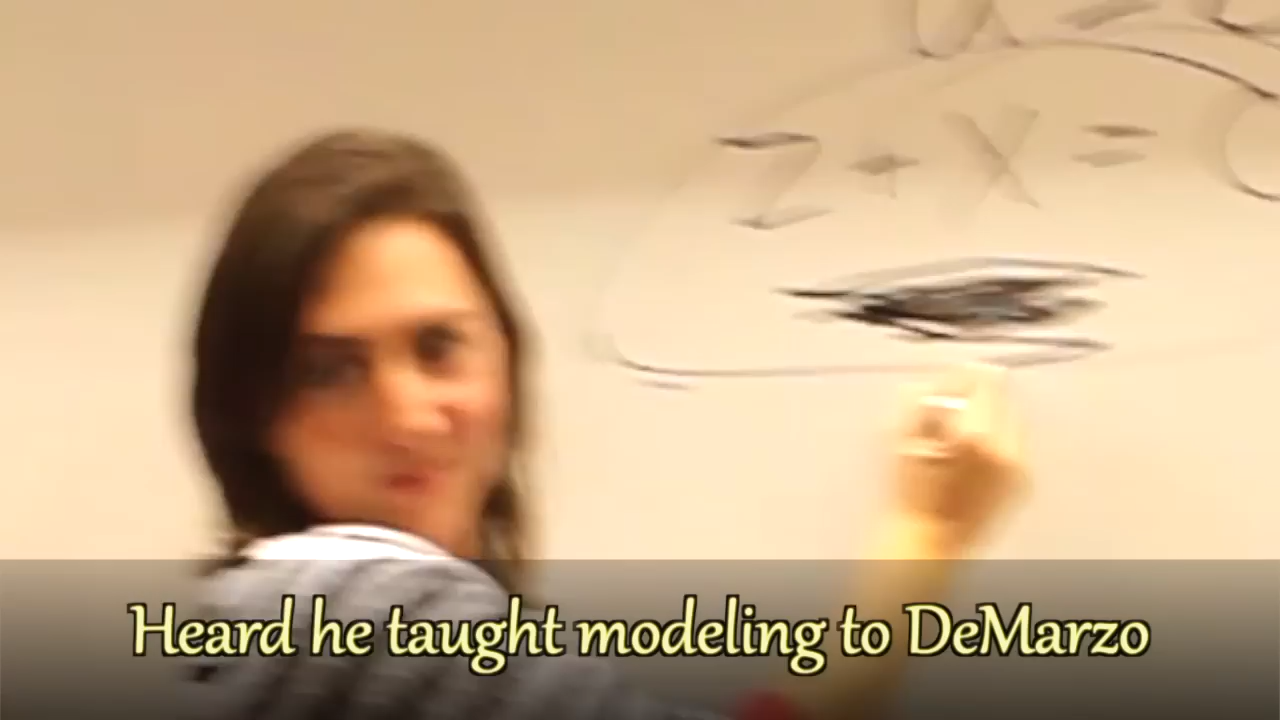 Z + X =
Heard he taught modeling to DeMarzo